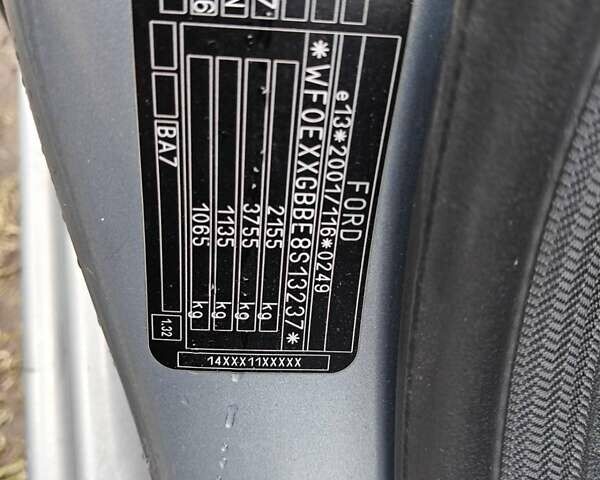 FORD
e13*2001/116*0249
*WF0EXXGBBE8S13237*
2155 kg
3755 kg
1135 kg
1065 kg
BA7
1.32
14XXX11XXXXX